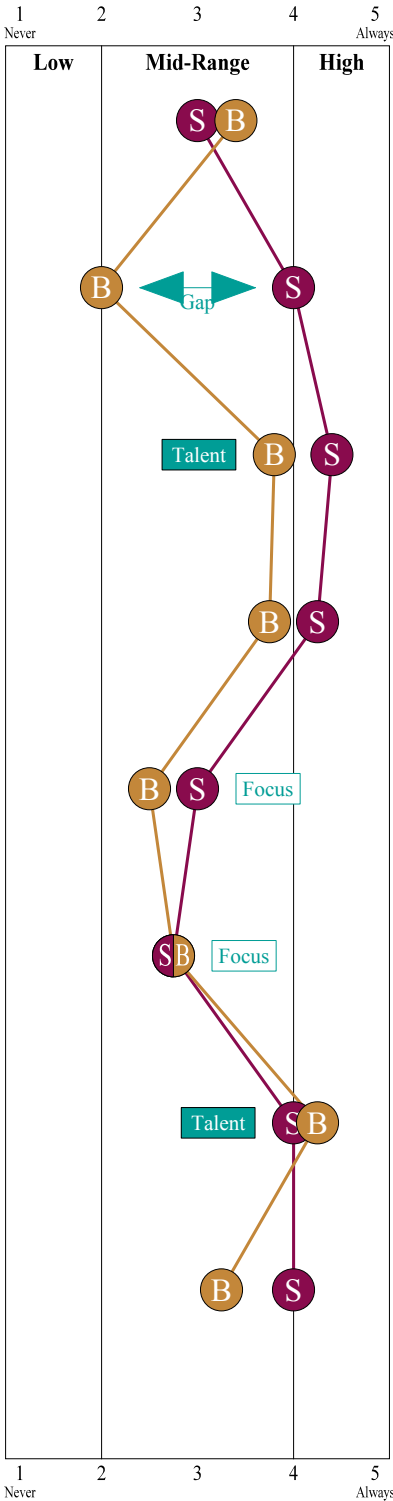 1 2 3 4 5
Never Always
Low Mid-Range High
S B
B Gap S
Talent B S
B S
B S Focus
S B Focus
Talent S B
B S
1 2 3 4 5
Never Always